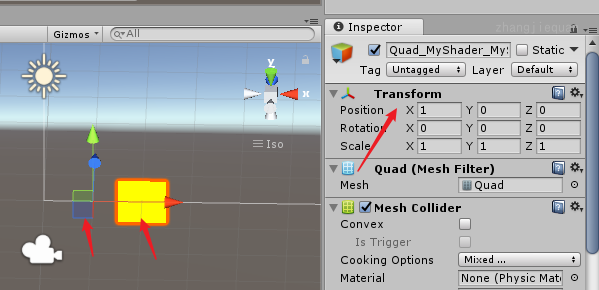 Inspector
zhangjiequan
Gizmos
All
Quad_MyShader_My
Static
Tag Untagged Layer Default
y
x
Iso
Transform
Position X 1 Y 0 Z 0
Rotation X 0 Y 0 Z 0
Scale X 1 Y 1 Z 1
Quad (Mesh Filter)
Mesh Quad
Mesh Collider
Convex
Is Trigger
Cooking Options Mixed ...
Material None (Physic Mat